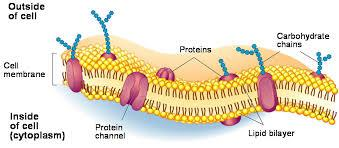 Outside
of cell
Cell
membrane
Inside
of cell
(cytoplasm)
Proteins
Carbohydrate
chains
Protein
channel
Lipid bilayer